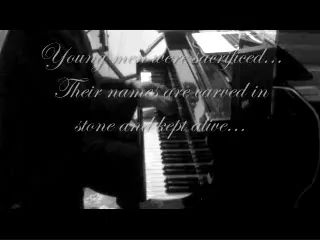 Young men were sacrificed...
Their names are carved in
stone and kept alive...